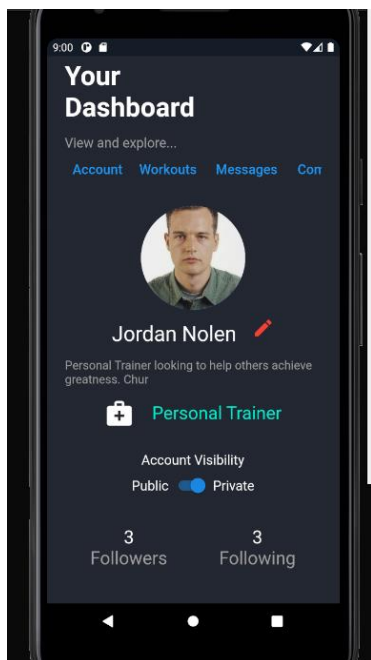 9:00
Your
Dashboard
View and explore...
Account Workouts Messages Com
Jordan Nolen
Personal Trainer looking to help others achieve
greatness. Chur
Personal Trainer
Account Visibility
Public Private
3 3
Followers Following